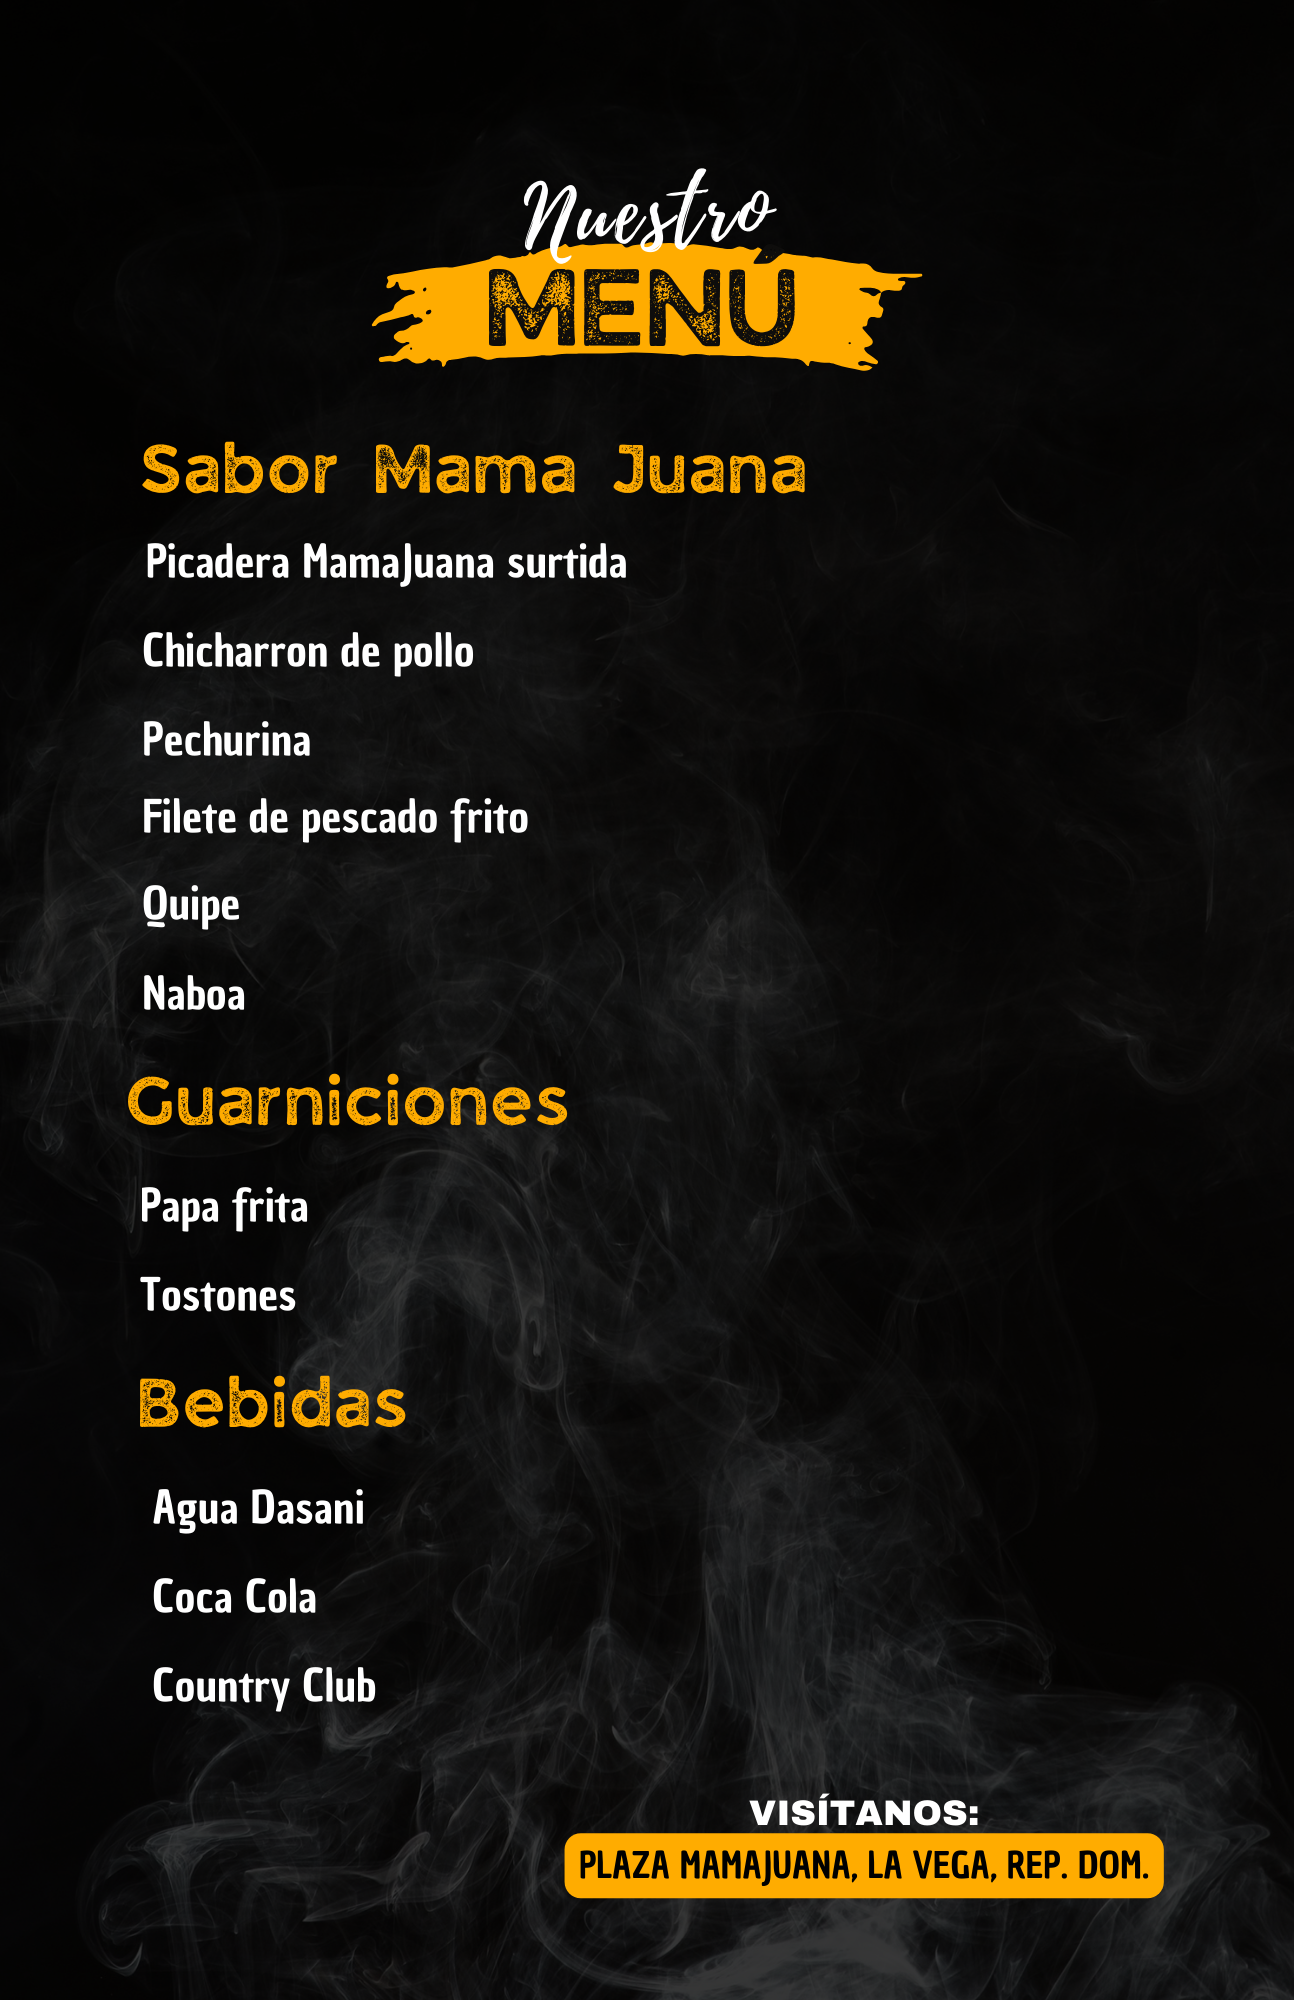 Nuestro
MENÚ
Sabor Mama Juana
Picadera MamaJuana surtida
Chicharron de pollo
Pechurina
Filete de pescado frito
Quipe
Naboa
Guarniciones
Papa frita
Tostones
Bebidas
Agua Dasani
Coca Cola
Country Club
VISÍTANOS:
PLAZA MAMAJUANA, LA VEGA, REP. DOM.